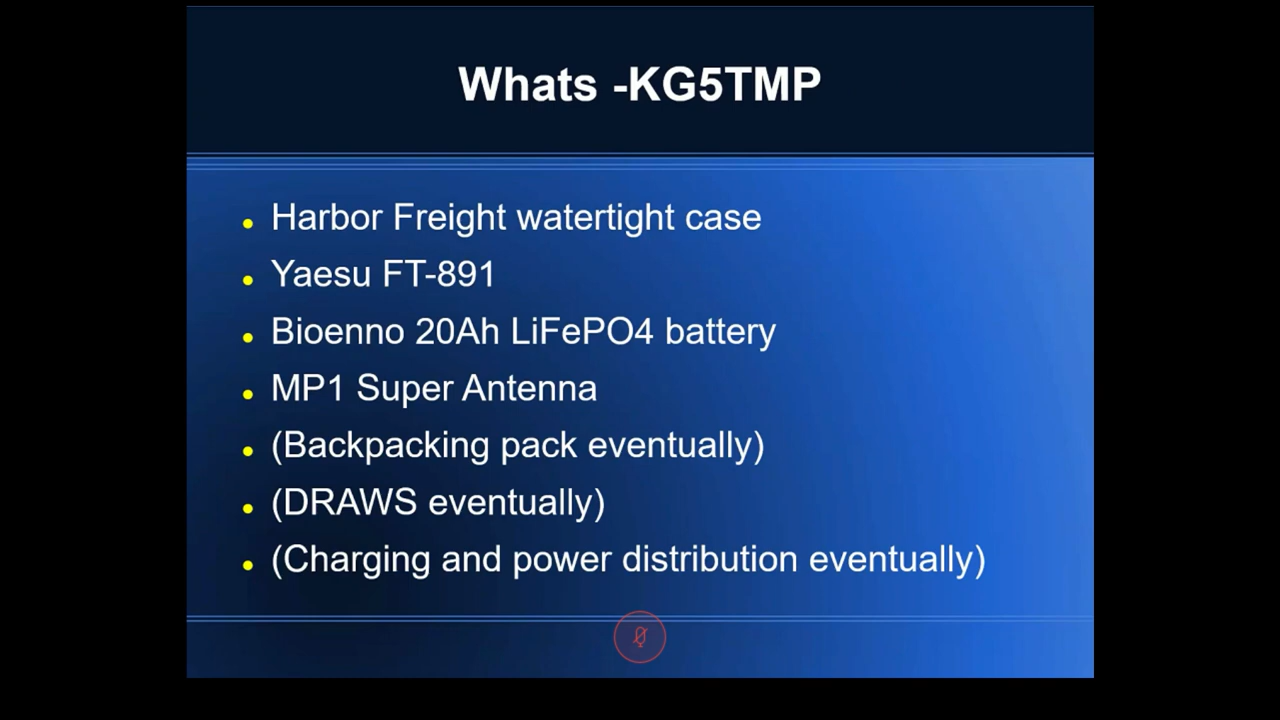 Whats -KG5TMP
Harbor Freight watertight case
Yaesu FT-891
Bioenno 20Ah LiFePO4 battery
MP1 Super Antenna
(Backpacking pack eventually)
(DRAWS eventually)
(Charging and power distribution eventually)